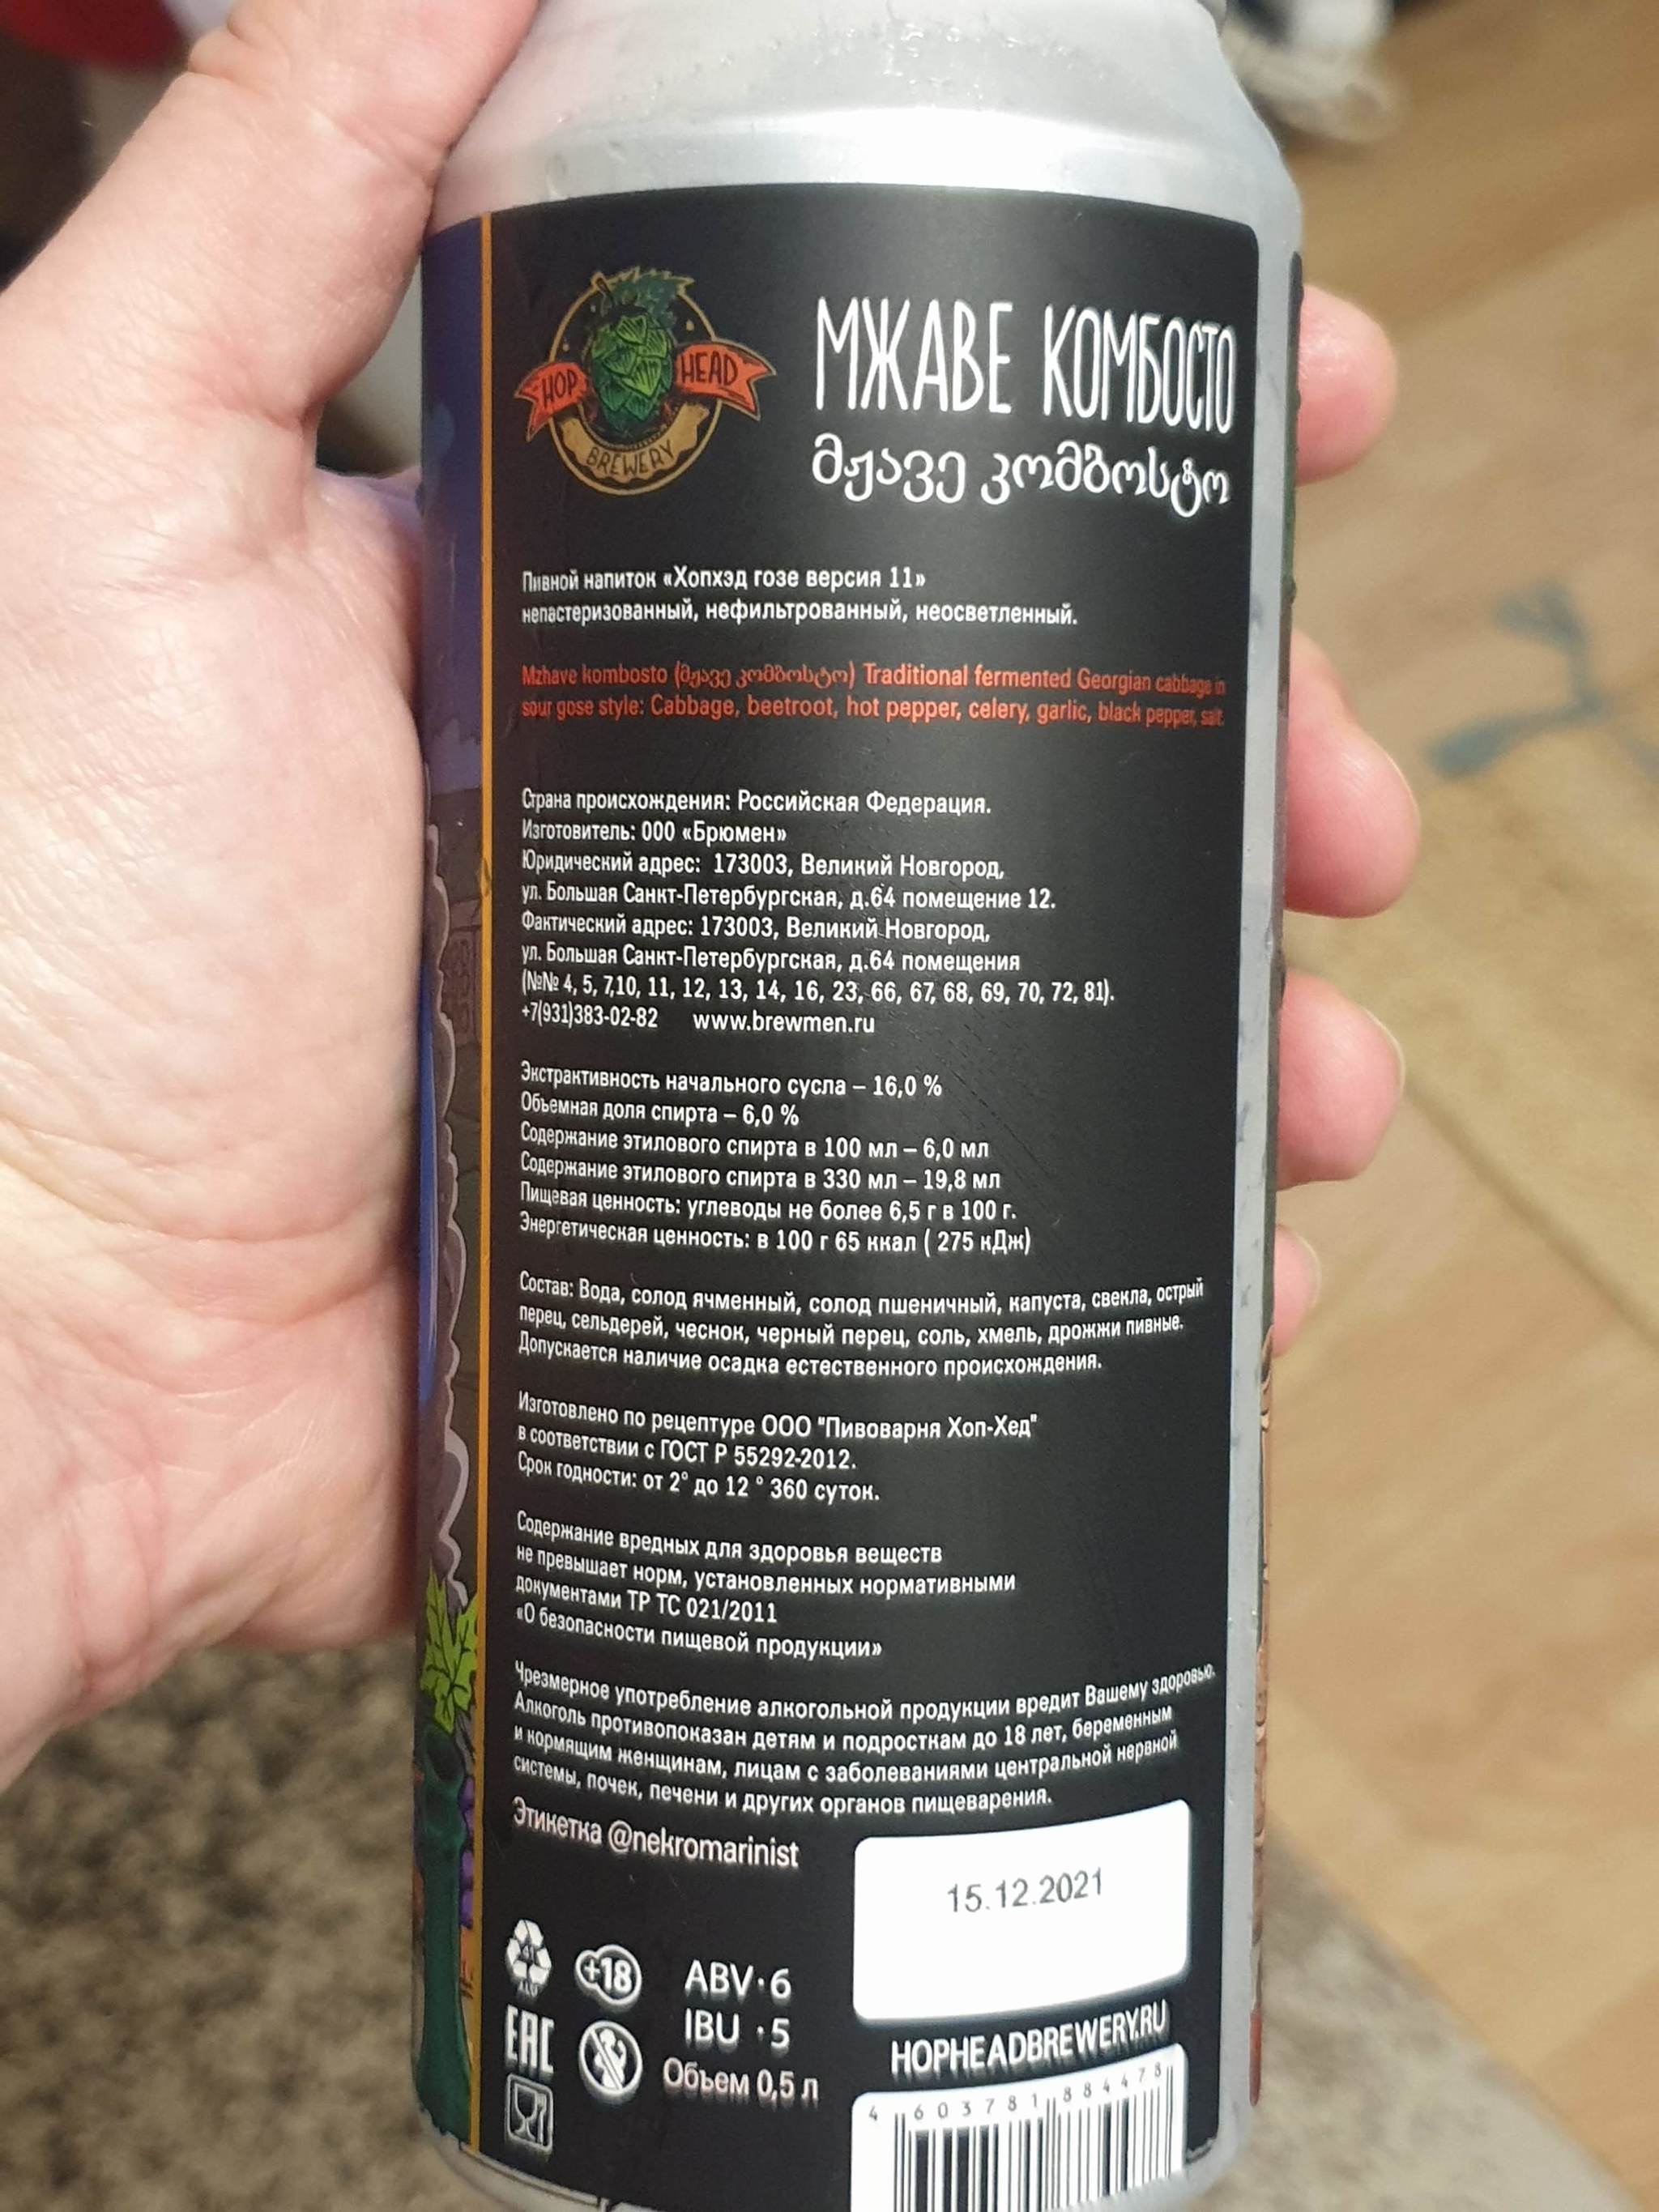 HOP HEAD
BREWERY
МЖАВЕ КОМБОСТО
მჟავე კომბოსტო
Пивной напиток «Хопхэд гозе версия 11»
непастеризованный, нефильтрованный, неосветленный.
Mzhave kombosto (მჟავე კომბოსტო) Traditional fermented Georgian cabbage in
sour gose style: Cabbage, beetroot, hot pepper, celery, garlic, black pepper, salt.
Страна происхождения: Российская Федерация.
Изготовитель: ООО «Брюмен»
Юридический адрес: 173003, Великий Новгород,
ул. Большая Санкт-Петербургская, д.64 помещение 12.
Фактический адрес: 173003, Великий Новгород,
ул. Большая Санкт-Петербургская, д.64 помещения
(№№ 4, 5, 7,10, 11, 12, 13, 14, 16, 23, 66, 67, 68, 69, 70, 72, 81).
+7(931)383-02-82 www.brewmen.ru
Экстрактивность начального сусла – 16,0 %
Объемная доля спирта – 6,0 %
Содержание этилового спирта в 100 мл – 6,0 мл
Содержание этилового спирта в 330 мл – 19,8 мл
Пищевая ценность: углеводы не более 6,5 г в 100 г.
Энергетическая ценность: в 100 г 65 ккал ( 275 кДж)
Состав: Вода, солод ячменный, солод пшеничный, капуста, свекла, острый
перец, сельдерей, чеснок, черный перец, соль, хмель, дрожжи пивные.
Допускается наличие осадка естественного происхождения.
Изготовлено по рецептуре ООО "Пивоварня Хоп-Хед"
в соответствии с ГОСТ Р 55292-2012.
Срок годности: от 2° до 12 ° 360 суток.
Содержание вредных для здоровья веществ
не превышает норм, установленных нормативными
документами ТР ТС 021/2011
«О безопасности пищевой продукции»
Чрезмерное употребление алкогольной продукции вредит Вашему здоровью.
Алкоголь противопоказан детям и подросткам до 18 лет, беременным
и кормящим женщинам, лицам с заболеваниями центральной нервной
системы, почек, печени и других органов пищеварения.
Этикетка @nekromarinist
15.12.2021
+18
ABV·6
IBU ·5
Объем 0,5 л
EAC
HOPHEADBREWERY.RU
4 603781 884478